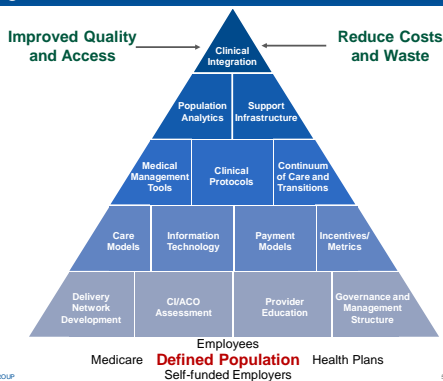 Improved Quality
and Access
Reduce Costs
and Waste
Clinical
Integration
Population
Analytics
Support
Infrastructure
Medical
Management
Tools
Clinical
Protocols
Continuum
of Care and
Transitions
Care
Models
Information
Technology
Payment
Models
Incentives/
Metrics
Delivery
Network
Development
CI/ACO
Assessment
Provider
Education
Governance and
Management
Structure
Employees
Medicare Defined Population Health Plans
Self-funded Employers